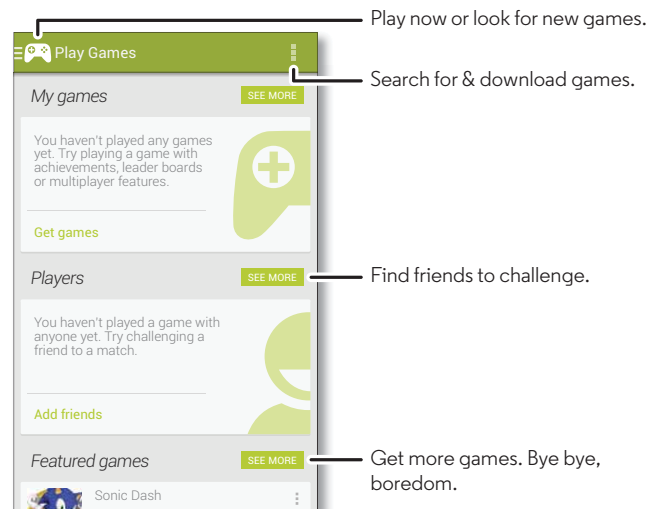 Play now or look for new games.
Play Games
Search for & download games.
My games
SEE MORE
You haven't played any games
yet. Try playing a game with
achievements, leader boards
or multiplayer features.
Get games
Players
SEE MORE
Find friends to challenge.
You haven't played a game with
anyone yet. Try challenging a
friend to a match.
Add friends
Featured games
SEE MORE
Get more games. Bye bye,
boredom.
Sonic Dash